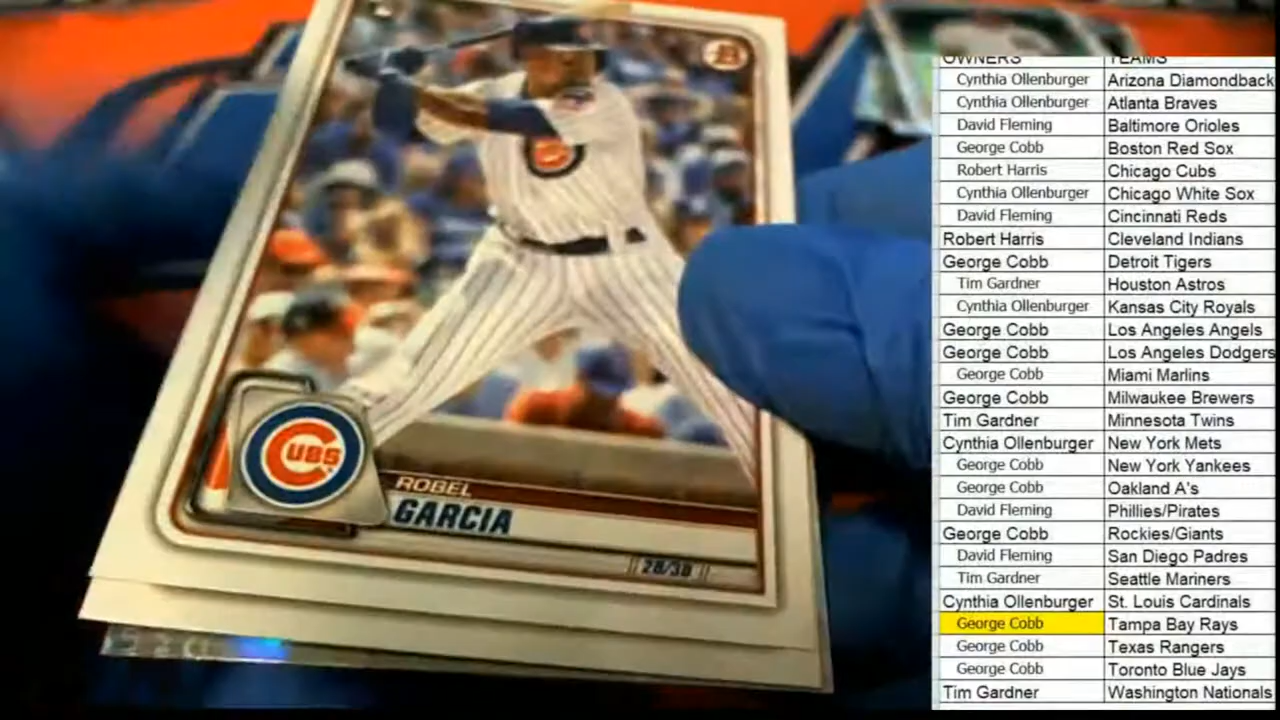 CUBS
ROBEL
GARCIA
28/30
OWNERS TEAMS
Cynthia Ollenburger Arizona Diamondback
Cynthia Ollenburger Atlanta Braves
David Fleming Baltimore Orioles
George Cobb Boston Red Sox
Robert Harris Chicago Cubs
Cynthia Ollenburger Chicago White Sox
David Fleming Cincinnati Reds
Robert Harris Cleveland Indians
George Cobb Detroit Tigers
Tim Gardner Houston Astros
Cynthia Ollenburger Kansas City Royals
George Cobb Los Angeles Angels
George Cobb Los Angeles Dodgers
George Cobb Miami Marlins
George Cobb Milwaukee Brewers
Tim Gardner Minnesota Twins
Cynthia Ollenburger New York Mets
George Cobb New York Yankees
George Cobb Oakland A's
David Fleming Phillies/Pirates
George Cobb Rockies/Giants
David Fleming San Diego Padres
Tim Gardner Seattle Mariners
Cynthia Ollenburger St. Louis Cardinals
George Cobb Tampa Bay Rays
George Cobb Texas Rangers
George Cobb Toronto Blue Jays
Tim Gardner Washington Nationals